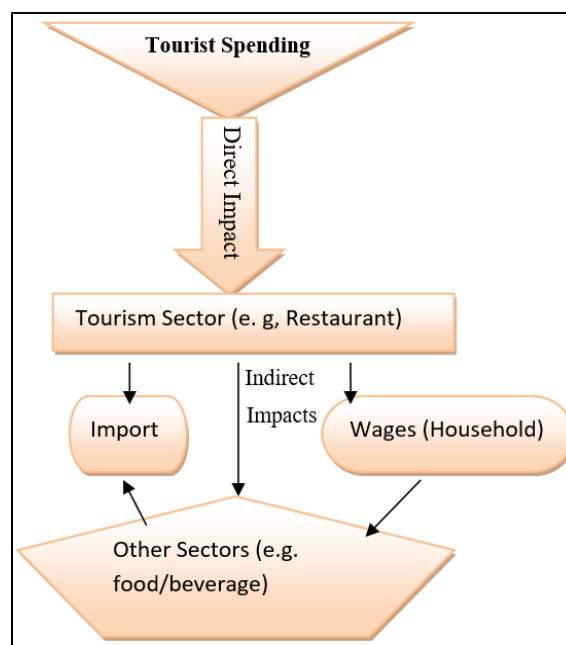 Tourist Spending
Direct Impact
Tourism Sector (e. g, Restaurant)
Indirect
Impacts
Import
Wages (Household)
Other Sectors (e.g.
food/beverage)